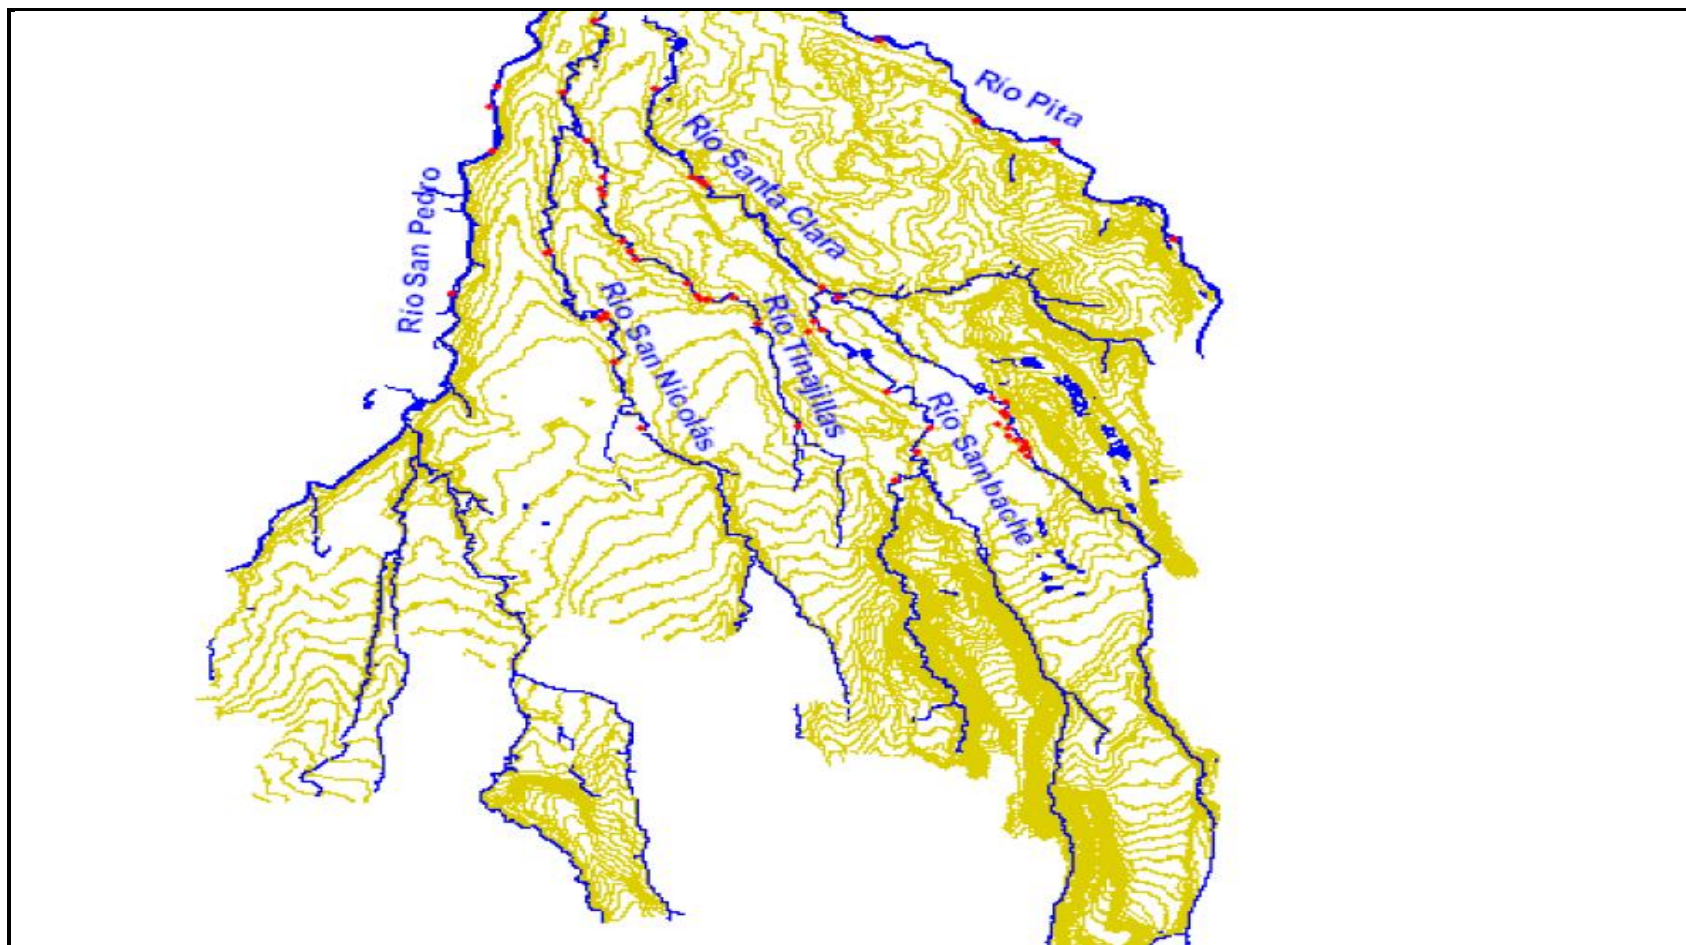 Río Pita
Río Santa Clara
Río San Pedro
Río San Nicolás
Río Tinajillas
Río Sambache